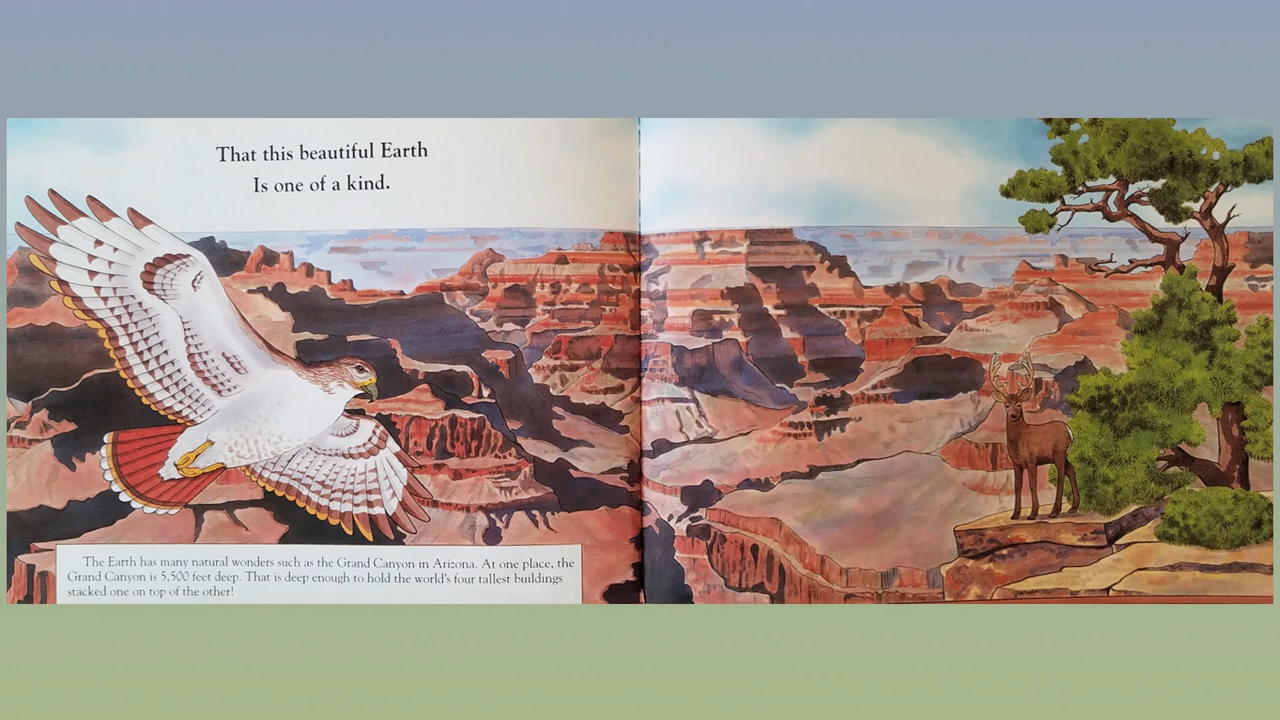 That this beautiful Earth
Is one of a kind.
The Earth has many natural wonders such as the Grand Canyon in Arizona. At one place, the
Grand Canyon is 5,500 feet deep. That is deep enough to hold the world's four tallest buildings
stacked one on top of the other!